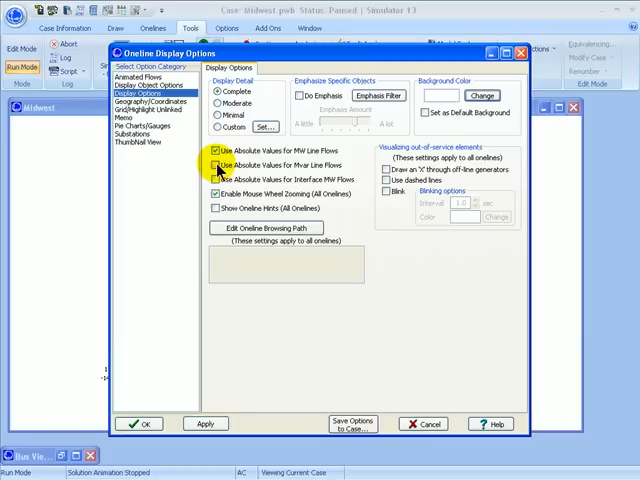 Case: Midwest.pwb Status: Paused | Simulator 13
Case Information Draw Onelines Tools Options Add Ons Window
Edit Mode
Run Mode
Abort
Log
Script
Equivalencing...
Modify Case
Renumber
Edit Mode
Midwest
Oneline Display Options
Select Option Category
Animated Flows
Display Object Options
Display Options
Geography/Coordinates
Grid/Highlight Unlinked
Memo
Pie Charts/Gauges
Substations
ThumbNail View
Display Options
Display Detail
Complete
Moderate
Minimal
Custom Set...
Emphasize Specific Objects
Do Emphasis Emphasis Filter
Emphasis Amount
A little A lot
Background Color
Change
Set as Default Background
Use Absolute Values for MW Line Flows
Use Absolute Values for Mvar Line Flows
Use Absolute Values for Interface MW Flows
Enable Mouse Wheel Zooming (All Onelines)
Show Oneline Hints (All Onelines)
Edit Oneline Browsing Path
(These settings apply to all onelines)
Visualizing out-of-service elements
(These settings apply to all onelines)
Draw an 'X' through off-line generators
Use dashed lines
Blink Blinking options
Interval 1.0 sec
Color Change
OK Apply Save Options to Case... Cancel Help
Bus View...
Run Mode Solution Animation Stopped AC Viewing Current Case